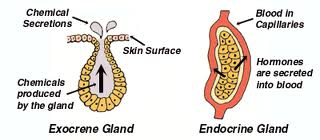 Chemical
Secretions
Skin Surface
Chemicals
produced
by the gland
Exocrene Gland
Blood in
Capillaries
Hormones
are secreted
into blood
Endocrine Gland